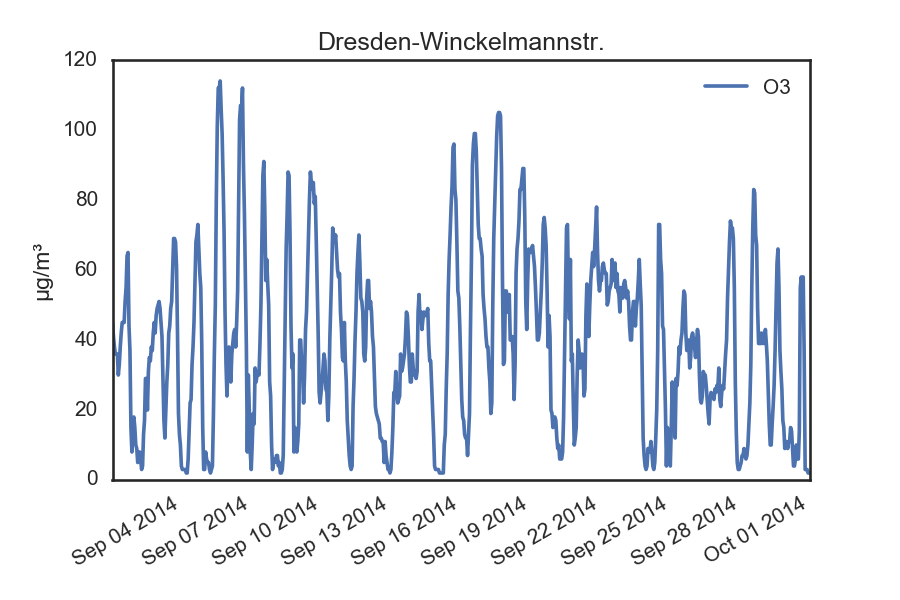 Dresden-Winckelmannstr.
120
100
80
60
40
20
0
µg/m³
O3
Sep 04 2014
Sep 07 2014
Sep 10 2014
Sep 13 2014
Sep 16 2014
Sep 19 2014
Sep 22 2014
Sep 25 2014
Sep 28 2014
Oct 01 2014